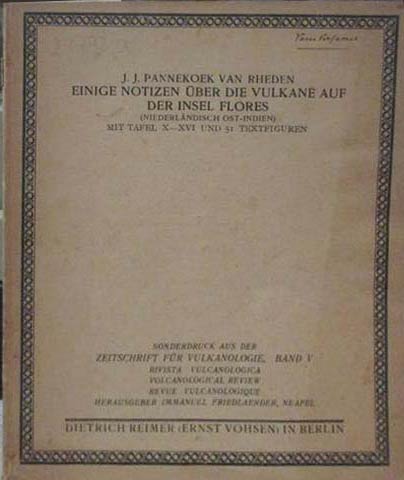 J. J. PANNEKOEK VAN RHEDEN
EINIGE NOTIZEN ÜBER DIE VULKANE AUF
DER INSEL FLORES
(NIEDERLÄNDISCH OST-INDIEN)
MIT TAFEL X—XVI UND 51 TEXTFIGUREN
SONDERDRUCK AUS DER
ZEITSCHRIFT FÜR VULKANOLOGIE, BAND V
RIVISTA VULCANOLOGICA
VOLCANOLOGICAL REVIEW
REVUE VULCANOLOGIQUE
HERAUSGEBER IMMANUEL FRIEDLAENDER, NEAPEL
DIETRICH REIMER (ERNST VOHSEN) IN BERLIN